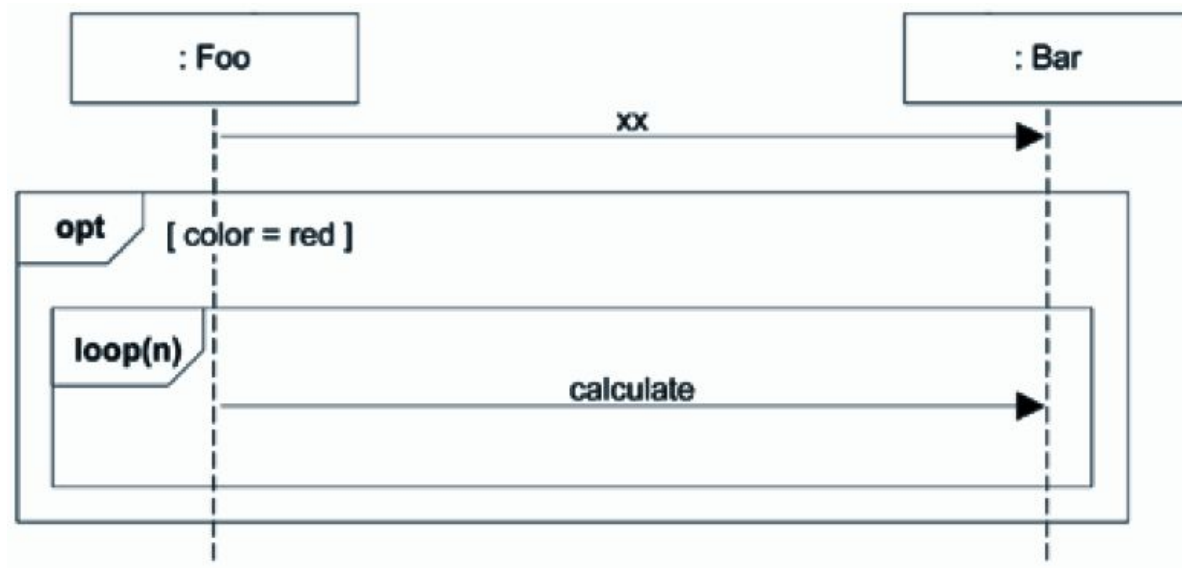 : Foo
: Bar
xx
opt
[ color = red ]
loop(n)
calculate